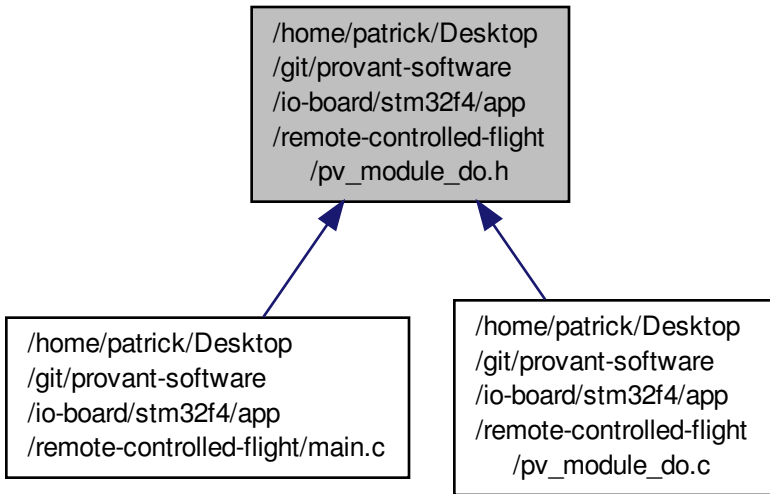 /home/patrick/Desktop
/git/provant-software
/io-board/stm32f4/app
/remote-controlled-flight
/pv_module_do.h
/home/patrick/Desktop
/git/provant-software
/io-board/stm32f4/app
/remote-controlled-flight/main.c
/home/patrick/Desktop
/git/provant-software
/io-board/stm32f4/app
/remote-controlled-flight
/pv_module_do.c